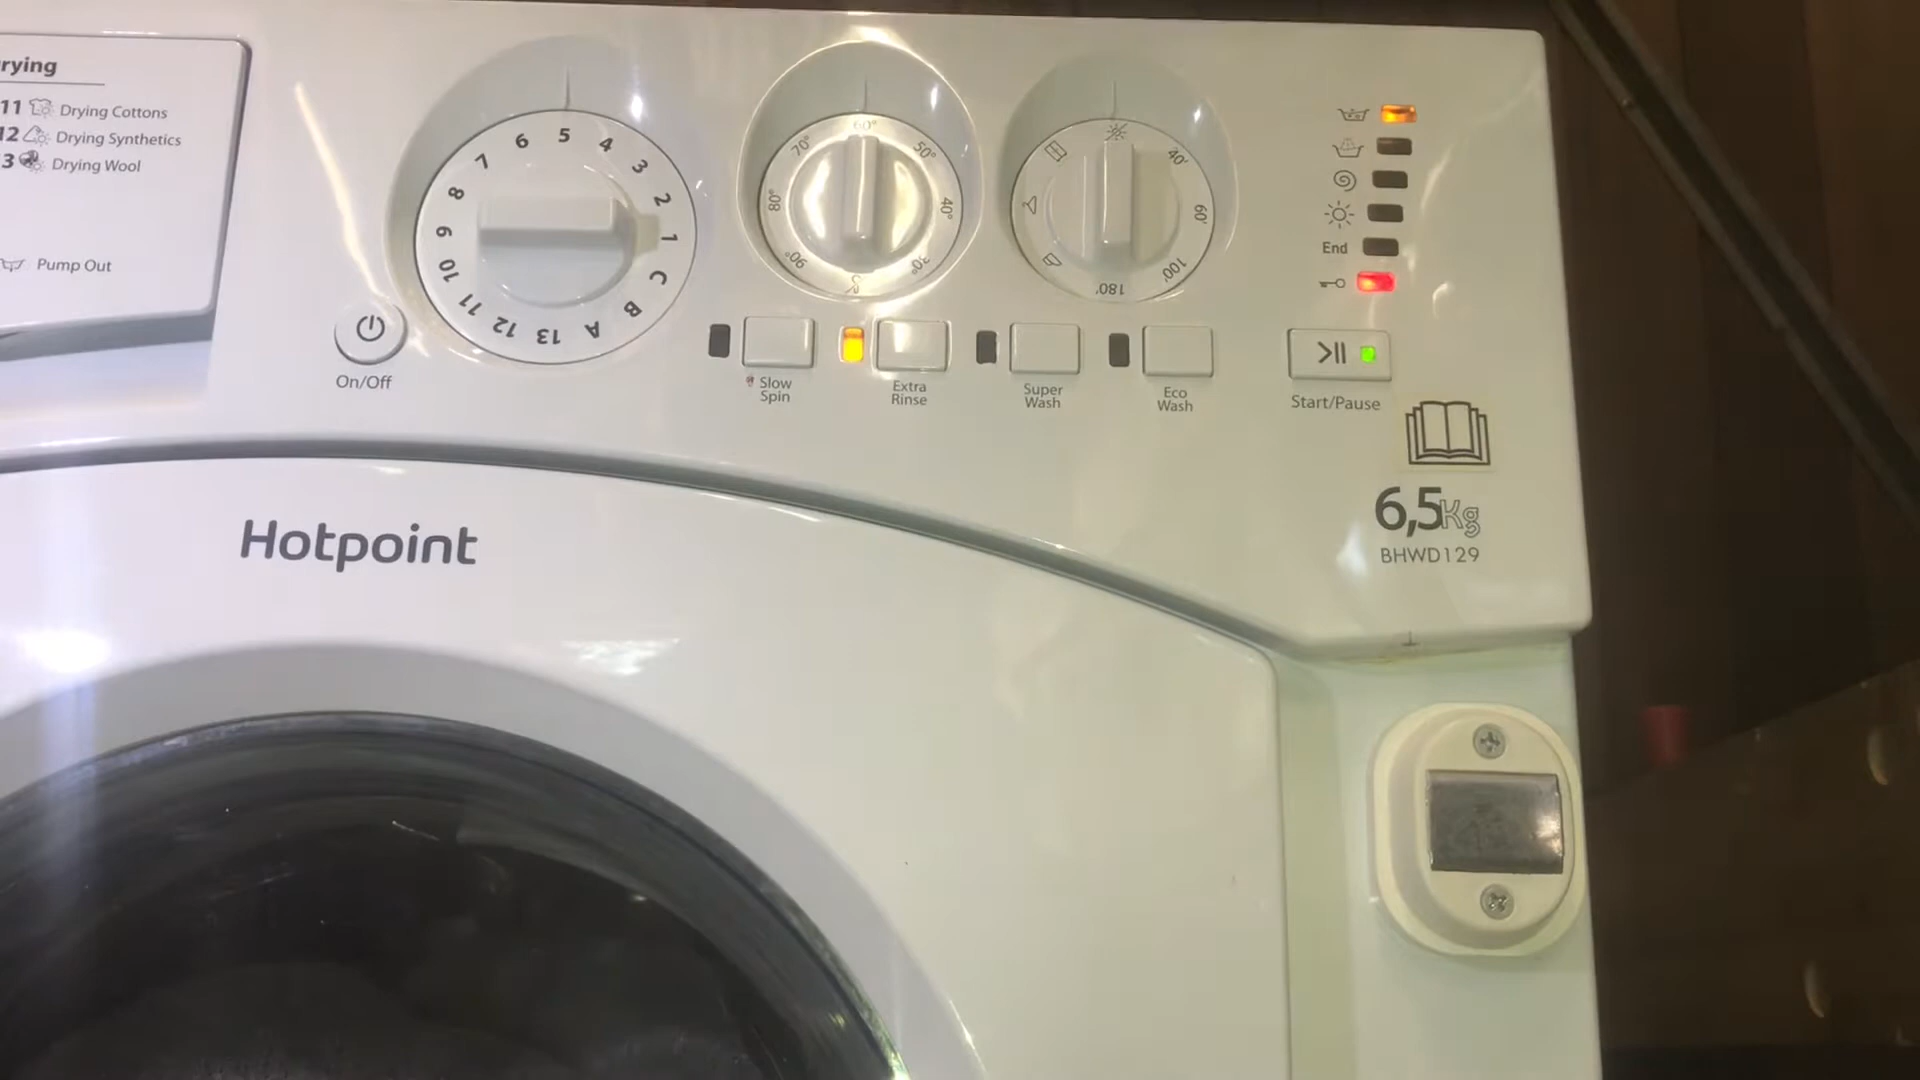 rying
11 Drying Cottons
12 Drying Synthetics
3 Drying Wool
Pump Out
On/Off
5
4
3
2
1
C
B
A
13
12
11
10
9
8
7
6
60°
50°
40°
30°
90°
80°
70°
40'
60'
100'
180'
End
Slow
Spin
Extra
Rinse
Super
Wash
Eco
Wash
Start/Pause
6,5Kg
BHWD129
Hotpoint